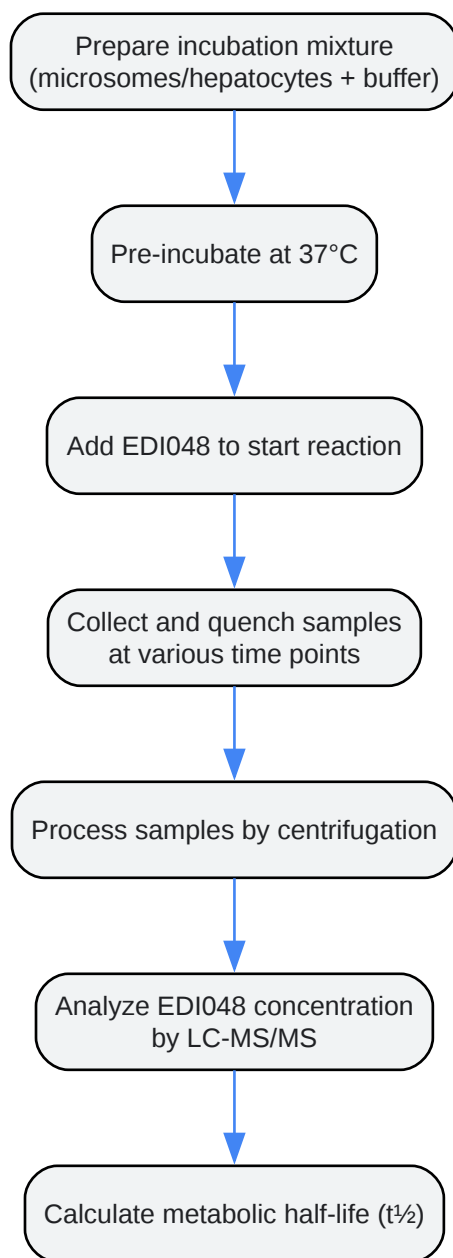 Prepare incubation mixture
(microsomes/hepatocytes + buffer)
Pre-incubate at 37°C
Add EDI048 to start reaction
Collect and quench samples
at various time points
Process samples by centrifugation
Analyze EDI048 concentration
by LC-MS/MS
Calculate metabolic half-life (t½)